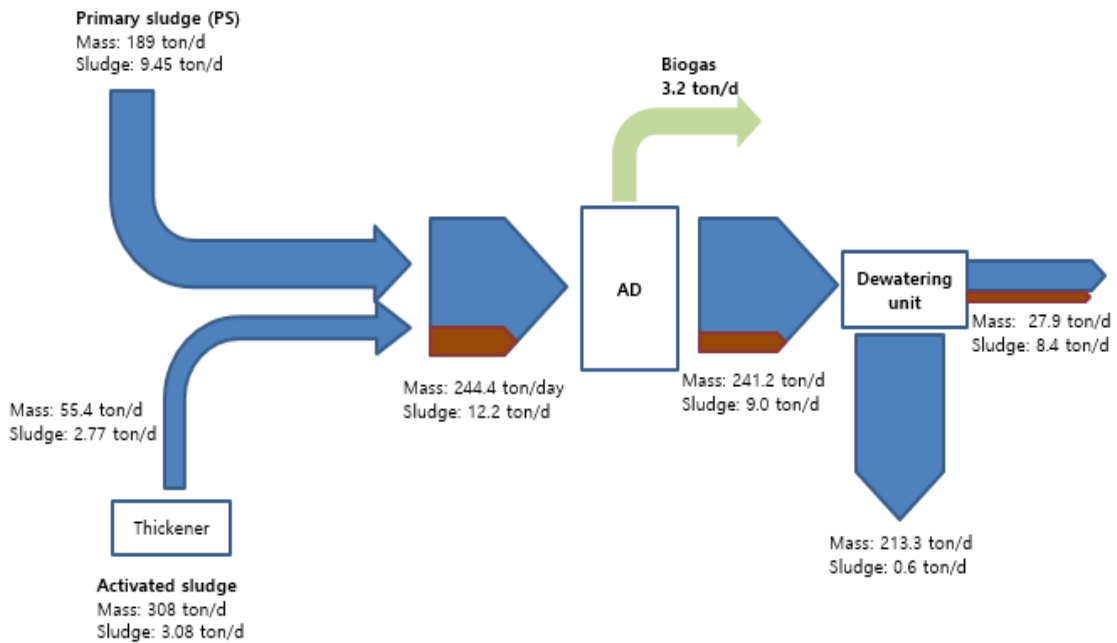 Primary sludge (PS)
Mass: 189 ton/d
Sludge: 9.45 ton/d
Biogas
3.2 ton/d
AD
Dewatering
unit
Mass: 27.9 ton/d
Sludge: 8.4 ton/d
Mass: 244.4 ton/day
Sludge: 12.2 ton/d
Mass: 241.2 ton/d
Sludge: 9.0 ton/d
Mass: 55.4 ton/d
Sludge: 2.77 ton/d
Thickener
Mass: 213.3 ton/d
Sludge: 0.6 ton/d
Activated sludge
Mass: 308 ton/d
Sludge: 3.08 ton/d